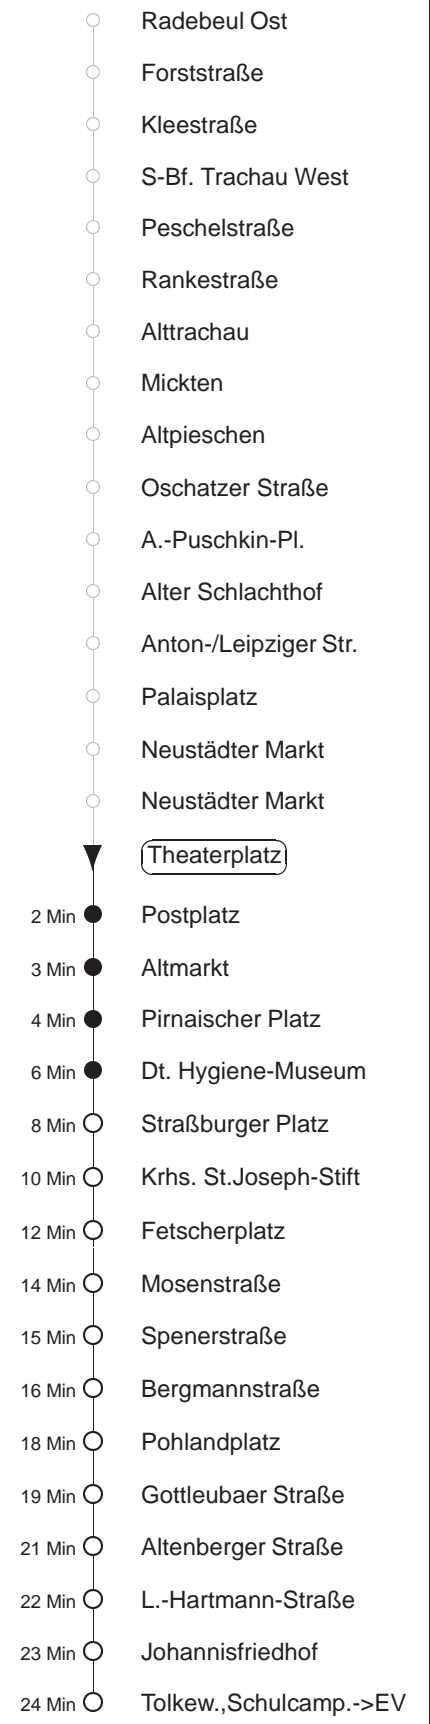 Radebeul Ost
Forststraße
Kleestraße
S-Bf. Trachau West
Peschelstraße
Rankestraße
Alttrachau
Mickten
Altpieschen
Oschatzer Straße
A.-Puschkin-Pl.
Alter Schlachthof
Anton-/Leipziger Str.
Palaisplatz
Neustädter Markt
Neustädter Markt
Theaterplatz
2 Min Postplatz
3 Min Altmarkt
4 Min Pirnaischer Platz
6 Min Dt. Hygiene-Museum
8 Min Straßburger Platz
10 Min Krhs. St.Joseph-Stift
12 Min Fetscherplatz
14 Min Mosenstraße
15 Min Spenerstraße
16 Min Bergmannstraße
18 Min Pohlandplatz
19 Min Gottleubaer Straße
21 Min Altenberger Straße
22 Min L.-Hartmann-Straße
23 Min Johannisfriedhof
24 Min Tolkew.,Schulcamp.->EV